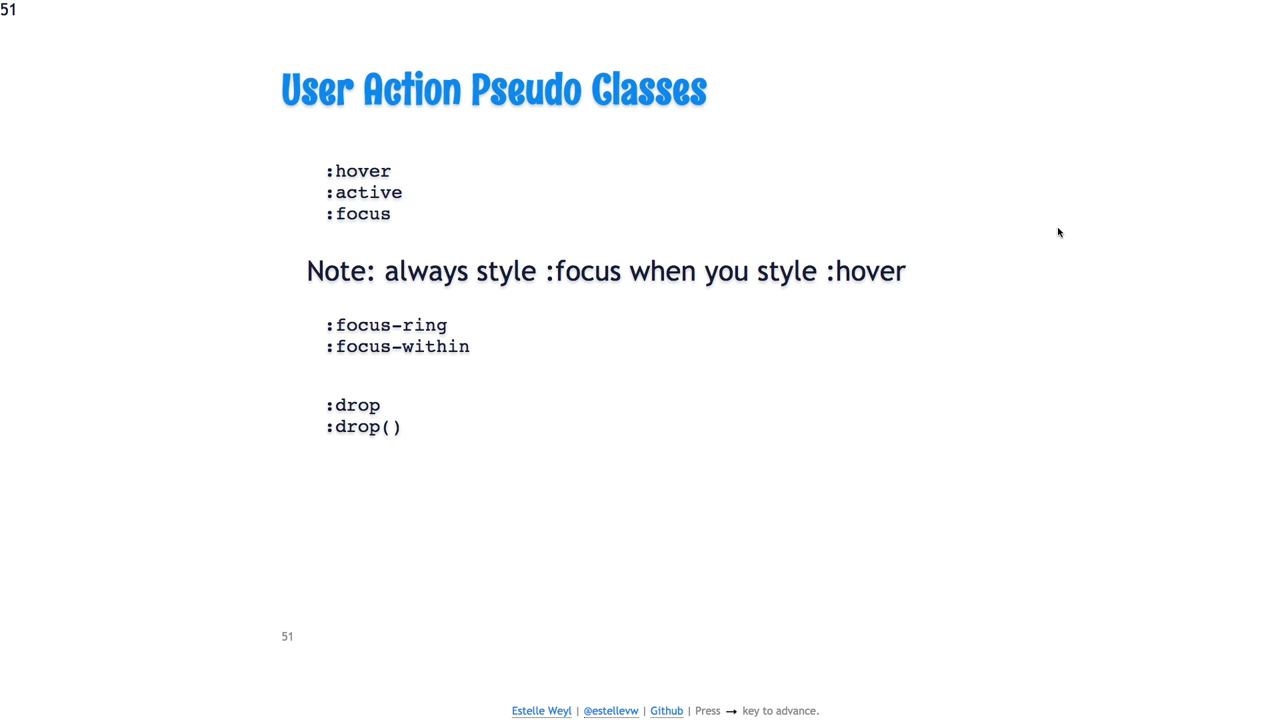 51
User Action Pseudo Classes
:hover
:active
:focus
Note: always style :focus when you style :hover
:focus-ring
:focus-within
:drop
:drop()
51
Estelle Weyl | @estellevw | Github | Press → key to advance.